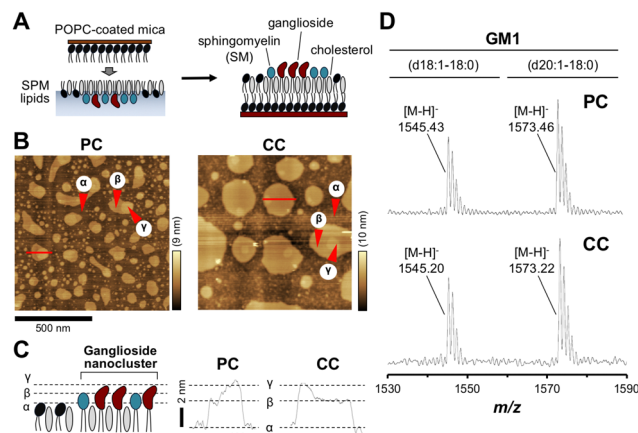 A
POPC-coated mica
SPM
lipids
ganglioside
sphingomyelin
(SM)
cholesterol
B
PC
α
β
γ
(9 nm)
500 nm
CC
α
β
γ
(10 nm)
C
Ganglioside
nanocluster
γ
β
α
PC
CC
2 nm
γ
β
α
D
GM1
(d18:1-18:0)
(d20:1-18:0)
PC
[M-H]-
1545.43
[M-H]-
1573.46
CC
[M-H]-
1545.20
[M-H]-
1573.22
1530
1550
1570
1590
m/z